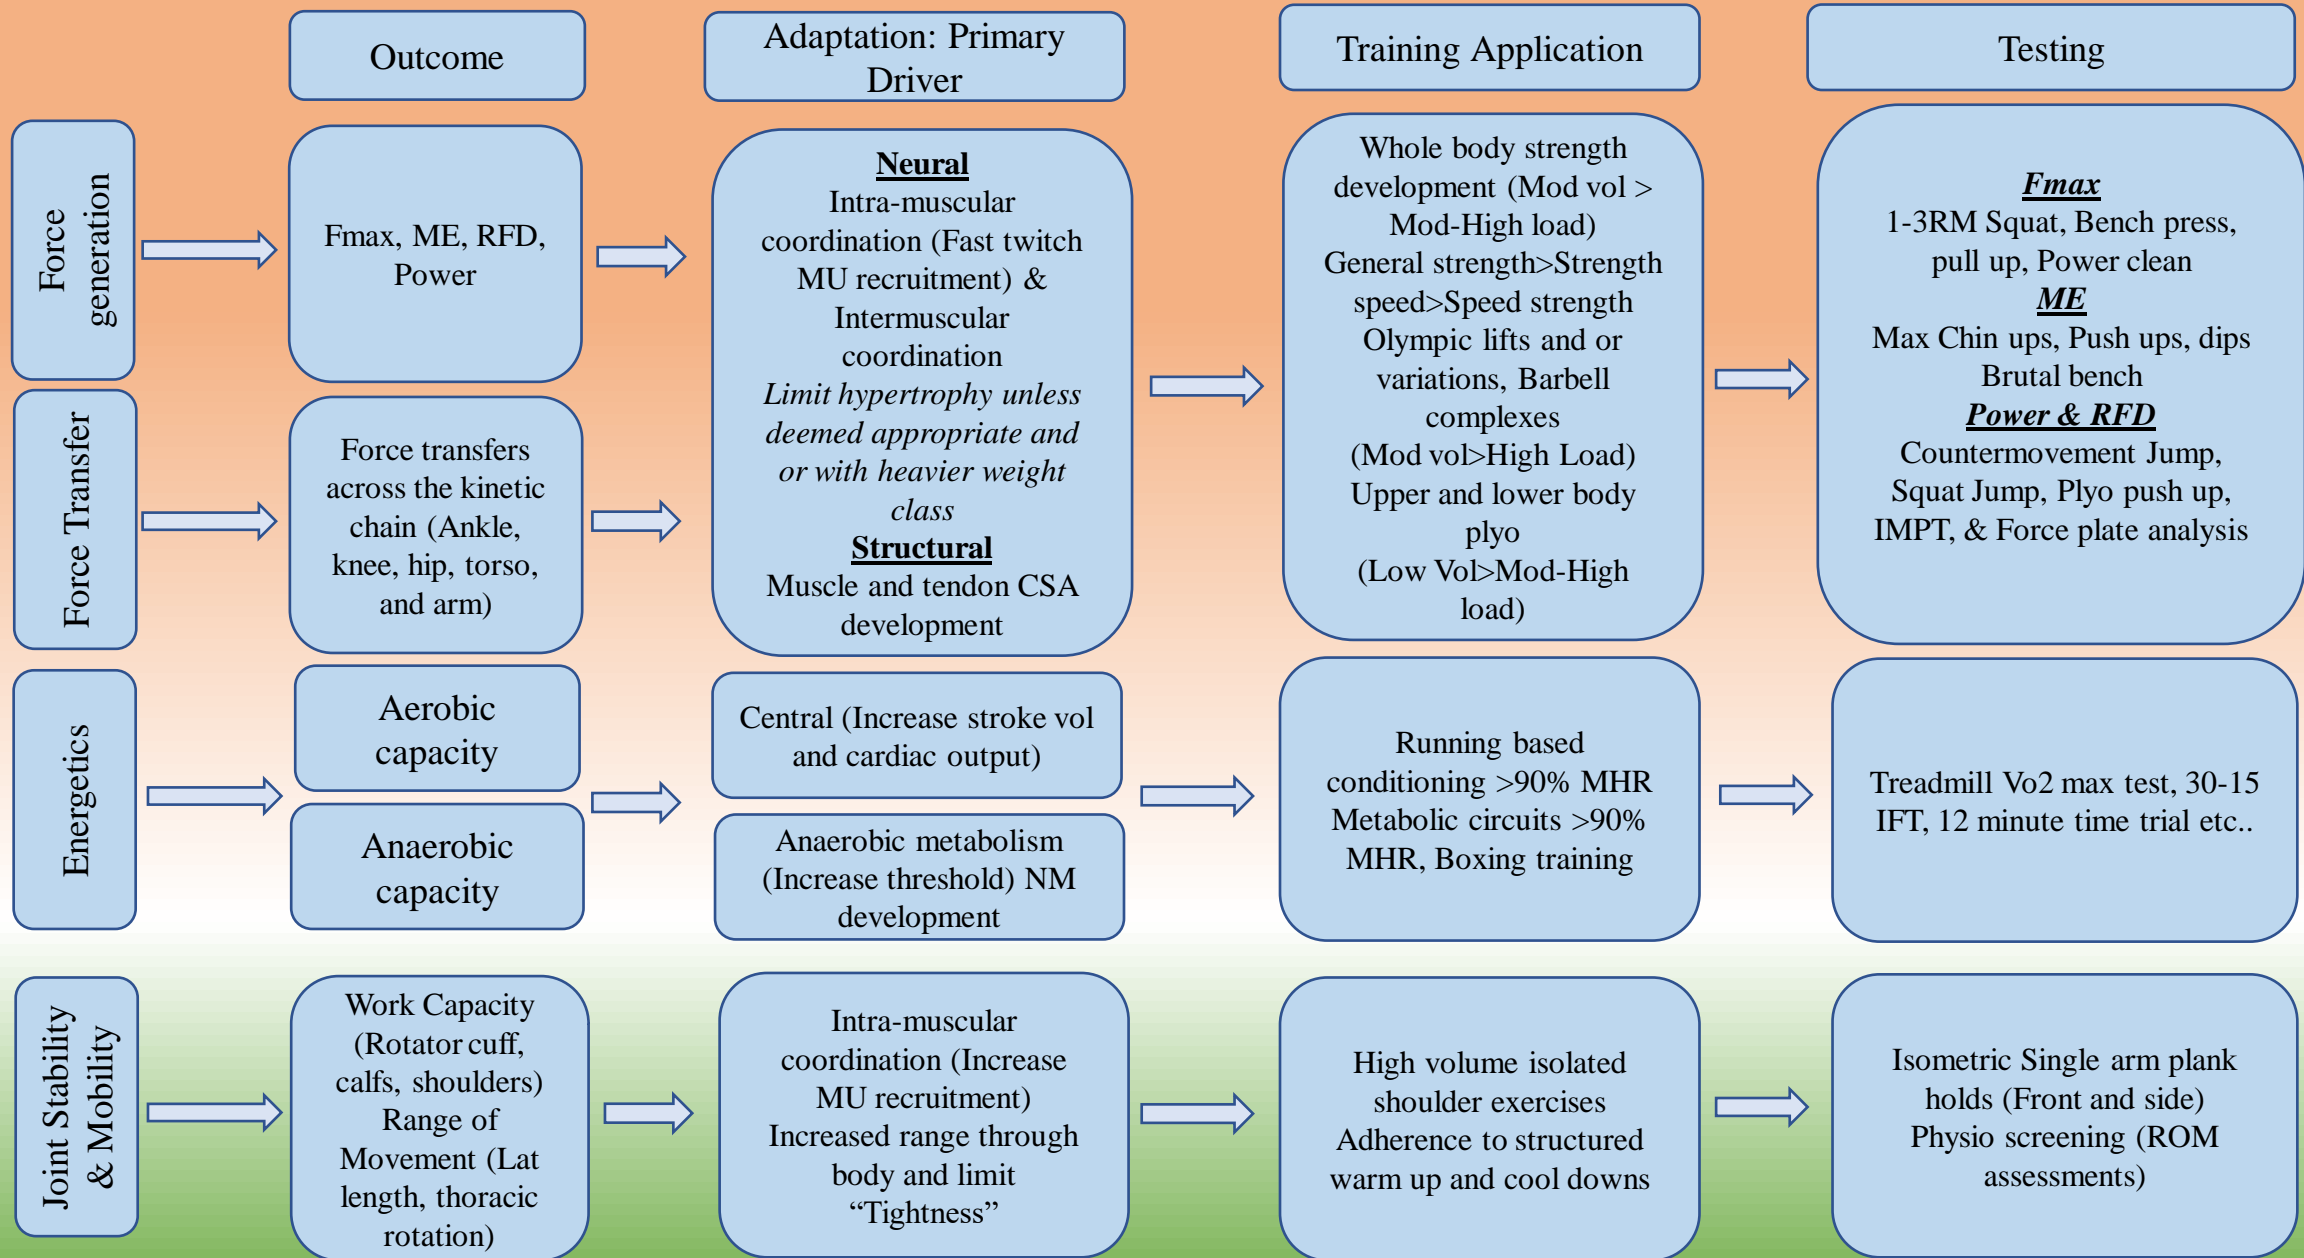 Outcome
Adaptation: Primary
Driver
Training Application
Testing
Force
generation
Fmax, ME, RFD,
Power
Force Transfer
Force transfers
across the kinetic
chain (Ankle,
knee, hip, torso,
and arm)
Neural
Intra-muscular
coordination (Fast twitch
MU recruitment) &
Intermuscular
coordination
Limit hypertrophy unless
deemed appropriate and
or with heavier weight
class
Structural
Muscle and tendon CSA
development
Whole body strength
development (Mod vol >
Mod-High load)
General strength>Strength
speed>Speed strength
Olympic lifts and or
variations, Barbell
complexes
(Mod vol>High Load)
Upper and lower body
plyo
(Low Vol>Mod-High
load)
Fmax
1-3RM Squat, Bench press,
pull up, Power clean
ME
Max Chin ups, Push ups, dips
Brutal bench
Power & RFD
Countermovement Jump,
Squat Jump, Plyo push up,
IMPT, & Force plate analysis
Energetics
Aerobic
capacity
Anaerobic
capacity
Central (Increase stroke vol
and cardiac output)
Anaerobic metabolism
(Increase threshold) NM
development
Running based
conditioning >90% MHR
Metabolic circuits >90%
MHR, Boxing training
Treadmill Vo2 max test, 30-15
IFT, 12 minute time trial etc..
Joint Stability
& Mobility
Work Capacity
(Rotator cuff,
calfs, shoulders)
Range of
Movement (Lat
length, thoracic
rotation)
Intra-muscular
coordination (Increase
MU recruitment)
Increased range through
body and limit
“Tightness”
High volume isolated
shoulder exercises
Adherence to structured
warm up and cool downs
Isometric Single arm plank
holds (Front and side)
Physio screening (ROM
assessments)